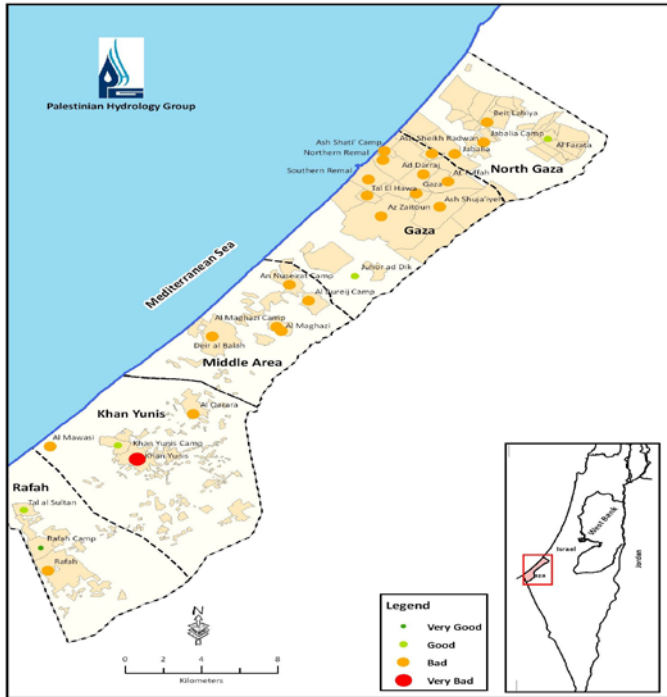 Palestinian Hydrology Group
Mediterranean Sea
Beit Lahiya
Ash Sheikh Radwan
Jabalia Camp
Jabalia
Al Farata
North Gaza
Ash Shati' Camp
Northern Remal
Ad Darraj
Southern Remal
Gaza
Tal El Hawa
Ash Shuja'iyeh
Az Zaitoun
Gaza
Juhor ad Dik
An Nuseirat Camp
Al Bureij Camp
Al Maghazi Camp
Al Maghazi
Deir al Balah
Middle Area
Khan Yunis
Al Qarara
Al Mawasi
Khan Yunis Camp
Khan Yunis
Rafah
Tal al Sultan
Rafah Camp
Rafah
N
0 4 8
Kilometers
Legend
Very Good
Good
Bad
Very Bad
West Bank
Israel
Jordan